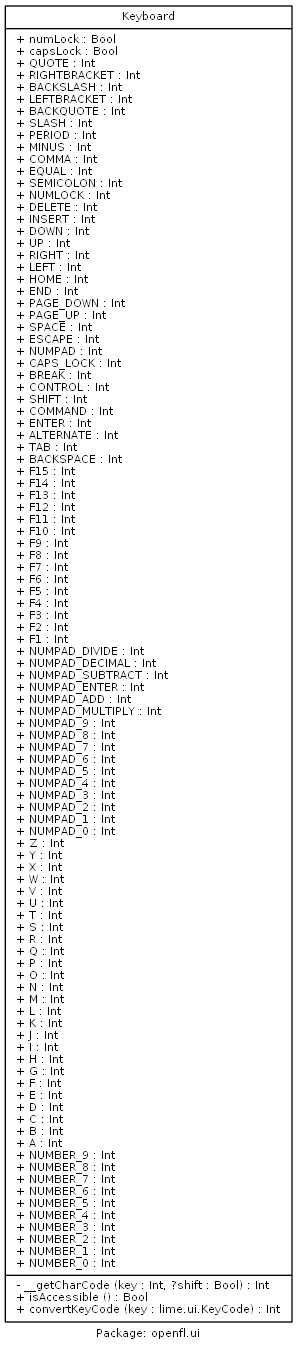 Keyboard
+ numLock : Bool
+ capsLock : Bool
+ QUOTE : Int
+ RIGHTBRACKET : Int
+ BACKSLASH : Int
+ LEFTBRACKET : Int
+ BACKQUOTE : Int
+ SLASH : Int
+ PERIOD : Int
+ MINUS : Int
+ COMMA : Int
+ EQUAL : Int
+ SEMICOLON : Int
+ NUMLOCK : Int
+ DELETE : Int
+ INSERT : Int
+ DOWN : Int
+ UP : Int
+ RIGHT : Int
+ LEFT : Int
+ HOME : Int
+ END : Int
+ PAGE_DOWN : Int
+ PAGE_UP : Int
+ SPACE : Int
+ ESCAPE : Int
+ NUMPAD : Int
+ CAPS_LOCK : Int
+ BREAK : Int
+ CONTROL : Int
+ SHIFT : Int
+ COMMAND : Int
+ ENTER : Int
+ ALTERNATE : Int
+ TAB : Int
+ BACKSPACE : Int
+ F15 : Int
+ F14 : Int
+ F13 : Int
+ F12 : Int
+ F11 : Int
+ F10 : Int
+ F9 : Int
+ F8 : Int
+ F7 : Int
+ F6 : Int
+ F5 : Int
+ F4 : Int
+ F3 : Int
+ F2 : Int
+ F1 : Int
+ NUMPAD_DIVIDE : Int
+ NUMPAD_DECIMAL : Int
+ NUMPAD_SUBTRACT : Int
+ NUMPAD_ENTER : Int
+ NUMPAD_ADD : Int
+ NUMPAD_MULTIPLY : Int
+ NUMPAD_9 : Int
+ NUMPAD_8 : Int
+ NUMPAD_7 : Int
+ NUMPAD_6 : Int
+ NUMPAD_5 : Int
+ NUMPAD_4 : Int
+ NUMPAD_3 : Int
+ NUMPAD_2 : Int
+ NUMPAD_1 : Int
+ NUMPAD_0 : Int
+ Z : Int
+ Y : Int
+ X : Int
+ W : Int
+ V : Int
+ U : Int
+ T : Int
+ S : Int
+ R : Int
+ Q : Int
+ P : Int
+ O : Int
+ N : Int
+ M : Int
+ L : Int
+ K : Int
+ J : Int
+ I : Int
+ H : Int
+ G : Int
+ F : Int
+ E : Int
+ D : Int
+ C : Int
+ B : Int
+ A : Int
+ NUMBER_9 : Int
+ NUMBER_8 : Int
+ NUMBER_7 : Int
+ NUMBER_6 : Int
+ NUMBER_5 : Int
+ NUMBER_4 : Int
+ NUMBER_3 : Int
+ NUMBER_2 : Int
+ NUMBER_1 : Int
+ NUMBER_0 : Int
- __getCharCode (key : Int, ?shift : Bool) : Int
+ isAccessible () : Bool
+ convertKeyCode (key : lime.ui.KeyCode) : Int
Package: openfl.ui